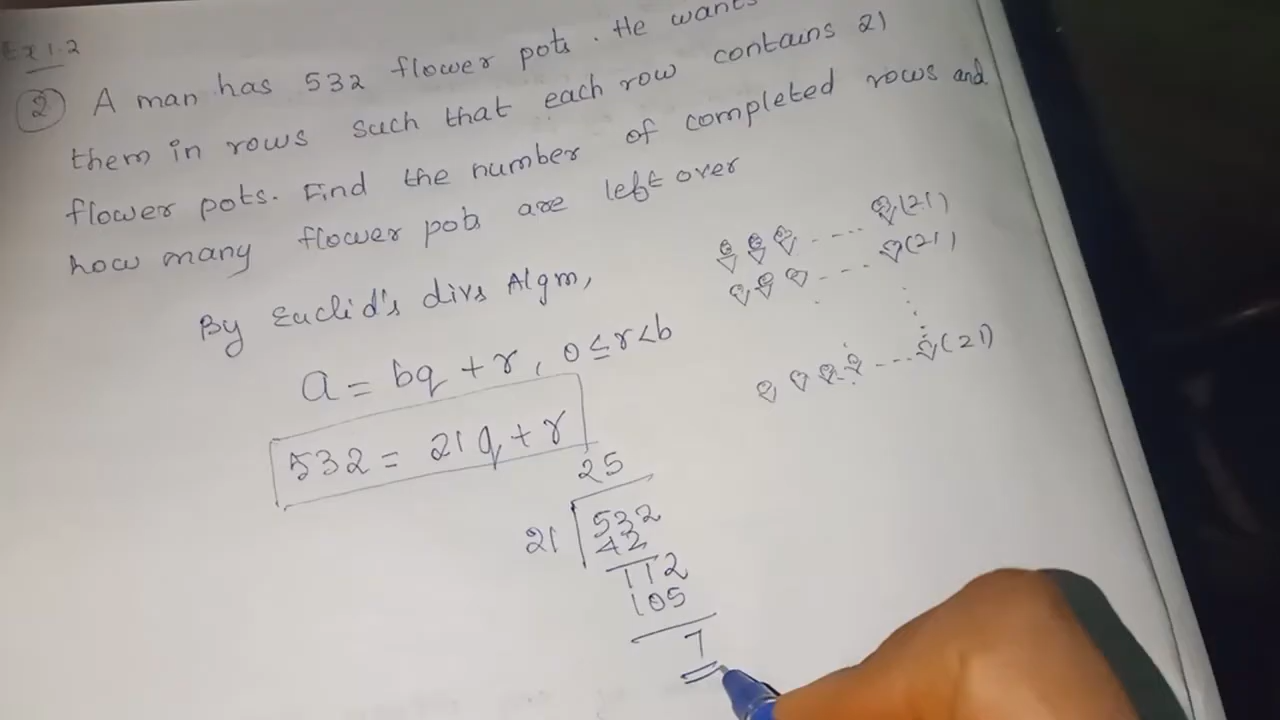 Ex 1.2
② A man has 532 flower pots. He wants
them in rows such that each row contains 21
flower pots. Find the number of completed rows and
how many flower pots are left over
(21)
(21)
(21)
By Euclid's divs Algm,
a = bq + r, 0 ≤ r < b
532 = 21q + r
25
21 532
42
112
105
7